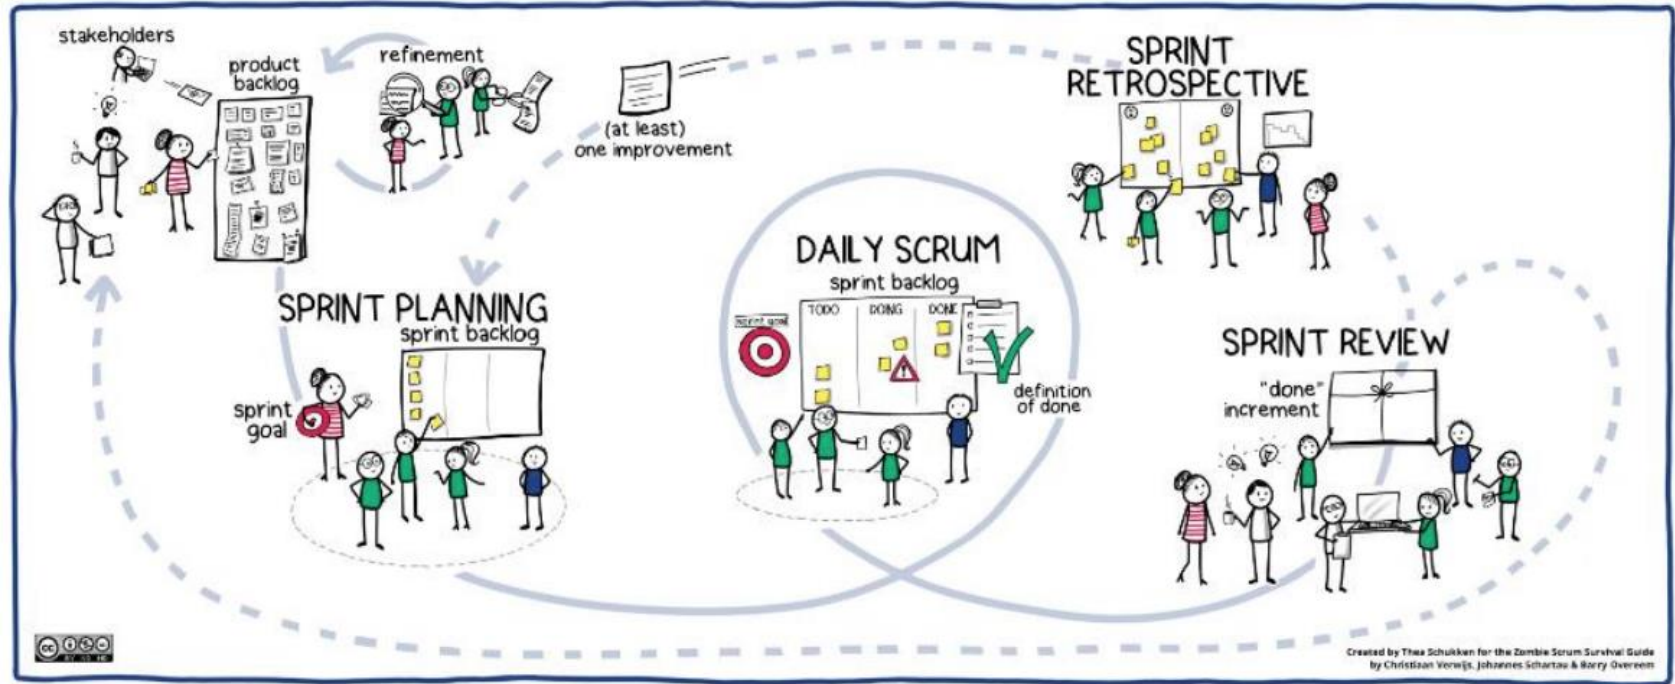 stakeholders
product
backlog
refinement
(at least)
one improvement
SPRINT
RETROSPECTIVE
SPRINT PLANNING
sprint backlog
sprint
goal
DAILY SCRUM
sprint backlog
sprint goal
TODO DOING DONE
definition
of done
SPRINT REVIEW
"done"
increment
cc
Created by Thea Schukken for the Zombie Scrum Survival Guide
by Christiaan Verwijs, Johannes Schartau & Barry Overeem